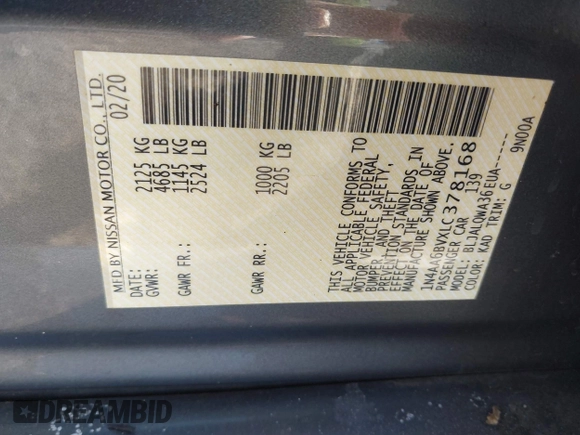 MFD BY NISSAN MOTOR CO., LTD.
DATE: 02/20
GVWR: 2125 KG
4685 LB
GAWR FR.: 1145 KG
2524 LB
GAWR RR.: 1000 KG
2205 LB
THIS VEHICLE CONFORMS TO
ALL APPLICABLE FEDERAL
MOTOR VEHICLE SAFETY,
BUMPER, AND THEFT
PREVENTION STANDARDS IN
EFFECT ON THE DATE OF
MANUFACTURE SHOWN ABOVE.
1N4AA6BVXLC378168
PASSENGER CAR 139
MODEL: BLJALQWA36EUA------
COLOR: KAD TRIM: G 9N00A
DREAMBID